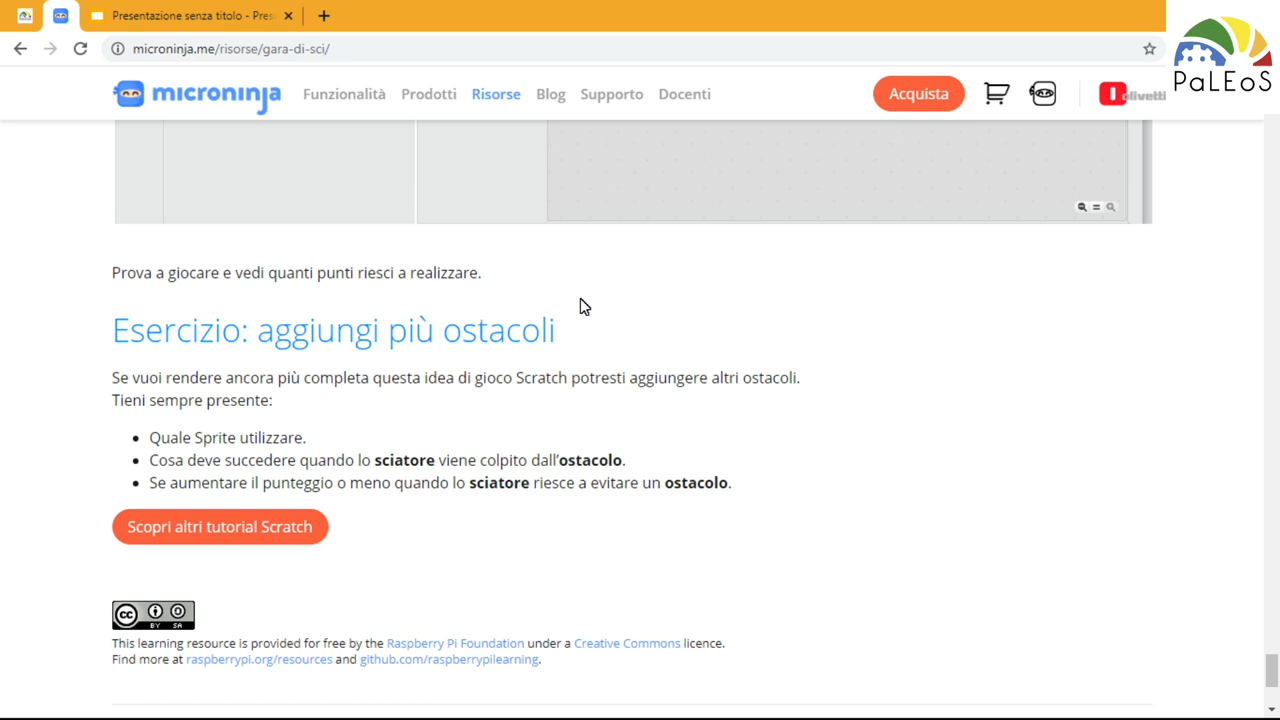 Presentazione senza titolo - Pres
microninja.me/risorse/gara-di-sci/
PaLEoS
microninja
Funzionalità
Prodotti
Risorse
Blog
Supporto
Docenti
Acquista
olivetti
Prova a giocare e vedi quanti punti riesci a realizzare.
Esercizio: aggiungi più ostacoli
Se vuoi rendere ancora più completa questa idea di gioco Scratch potresti aggiungere altri ostacoli.
Tieni sempre presente:
Quale Sprite utilizzare.
Cosa deve succedere quando lo sciatore viene colpito dall'ostacolo.
Se aumentare il punteggio o meno quando lo sciatore riesce a evitare un ostacolo.
Scopri altri tutorial Scratch
CC BY SA
This learning resource is provided for free by the Raspberry Pi Foundation under a Creative Commons licence.
Find more at raspberrypi.org/resources and github.com/raspberrypilearning.